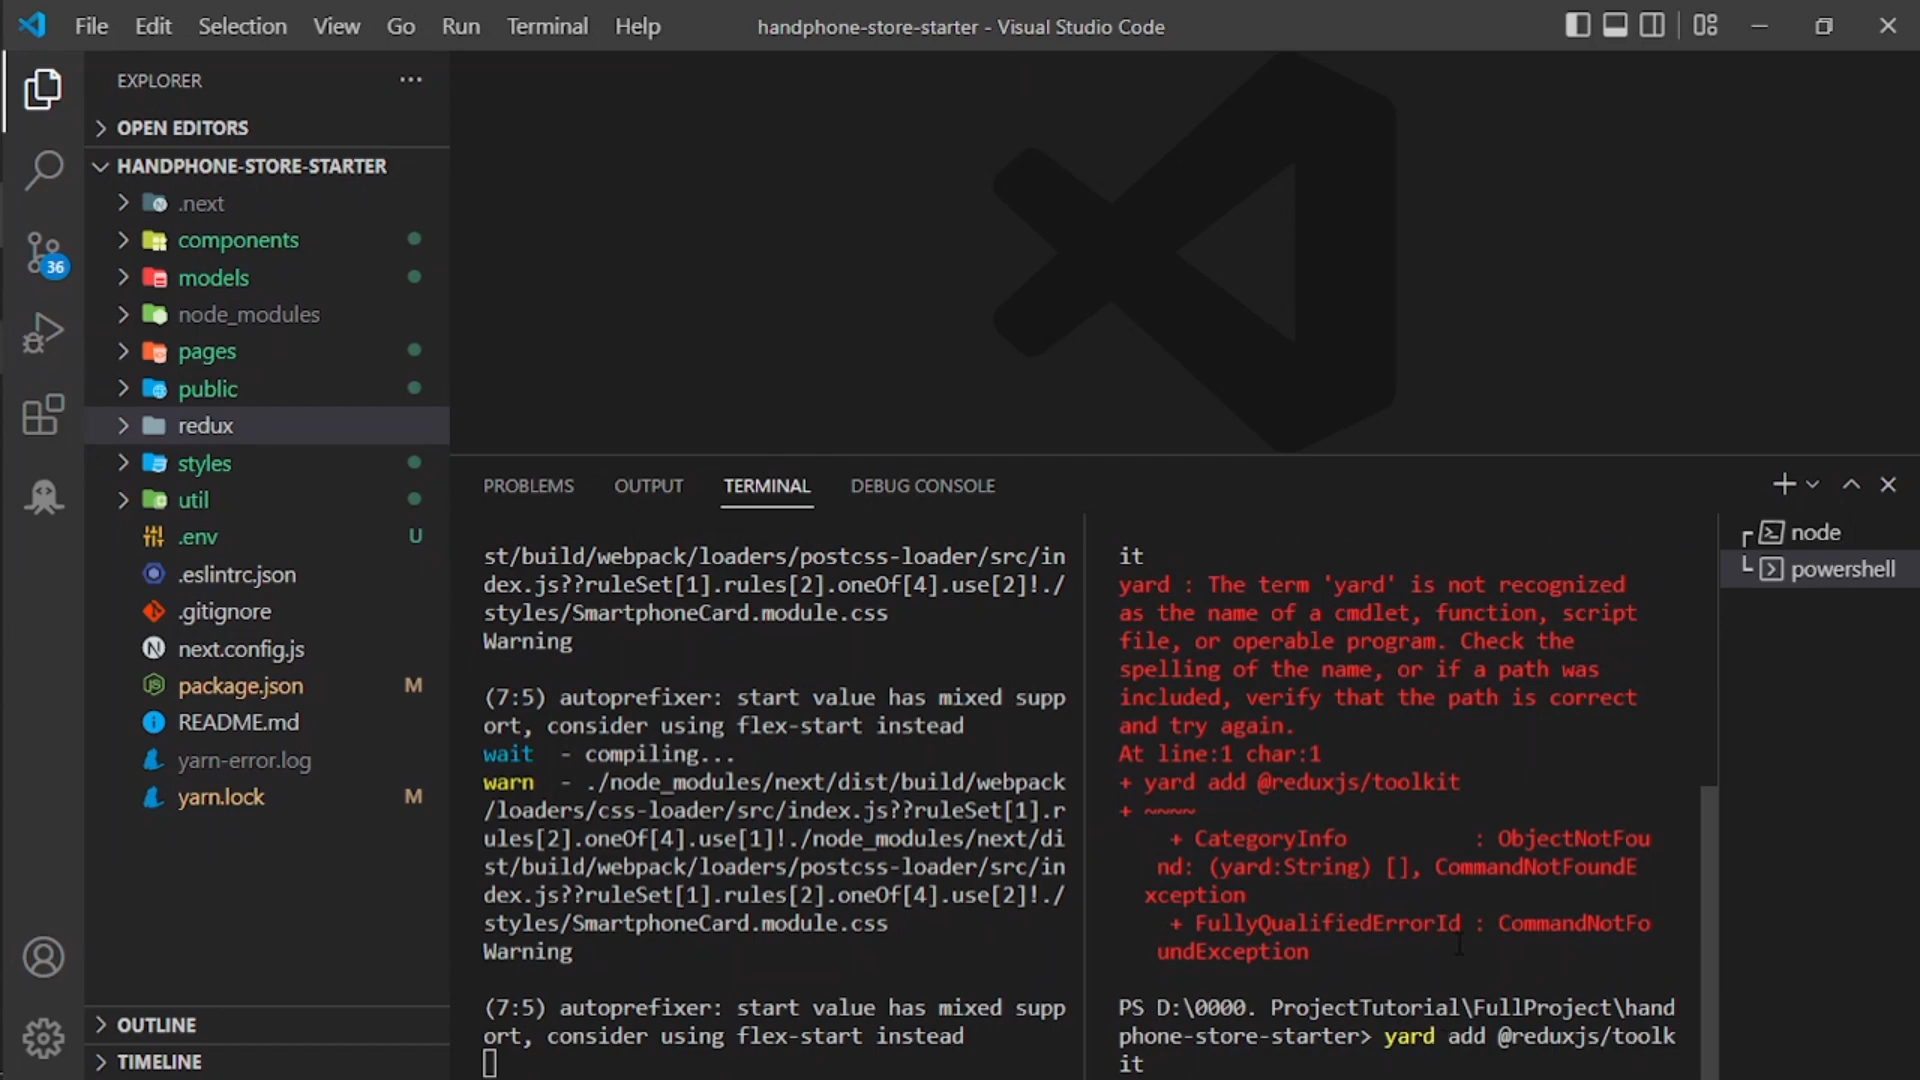 File Edit Selection View Go Run Terminal Help
handphone-store-starter - Visual Studio Code
EXPLORER
OPEN EDITORS
HANDPHONE-STORE-STARTER
.next
components
models
node_modules
pages
public
redux
styles
util
.env U
.eslintrc.json
.gitignore
next.config.js
package.json M
README.md
yarn-error.log
yarn.lock M
OUTLINE
TIMELINE
36
PROBLEMS OUTPUT TERMINAL DEBUG CONSOLE
st/build/webpack/loaders/postcss-loader/src/in
dex.js??ruleSet[1].rules[2].oneOf[4].use[2]!./
styles/SmartphoneCard.module.css
Warning
(7:5) autoprefixer: start value has mixed supp
ort, consider using flex-start instead
wait - compiling...
warn - ./node_modules/next/dist/build/webpack
/loaders/css-loader/src/index.js??ruleSet[1].r
ules[2].oneOf[4].use[1]!./node_modules/next/di
st/build/webpack/loaders/postcss-loader/src/in
dex.js??ruleSet[1].rules[2].oneOf[4].use[2]!./
styles/SmartphoneCard.module.css
Warning
(7:5) autoprefixer: start value has mixed supp
ort, consider using flex-start instead
it
yard : The term 'yard' is not recognized
as the name of a cmdlet, function, script
file, or operable program. Check the
spelling of the name, or if a path was
included, verify that the path is correct
and try again.
At line:1 char:1
+ yard add @reduxjs/toolkit
+ ~~~~
+ CategoryInfo : ObjectNotFou
nd: (yard:String) [], CommandNotFoundE
xception
+ FullyQualifiedErrorId : CommandNotFo
undException
PS D:\0000. ProjectTutorial\FullProject\hand
phone-store-starter> yard add @reduxjs/toolk
it
node
powershell